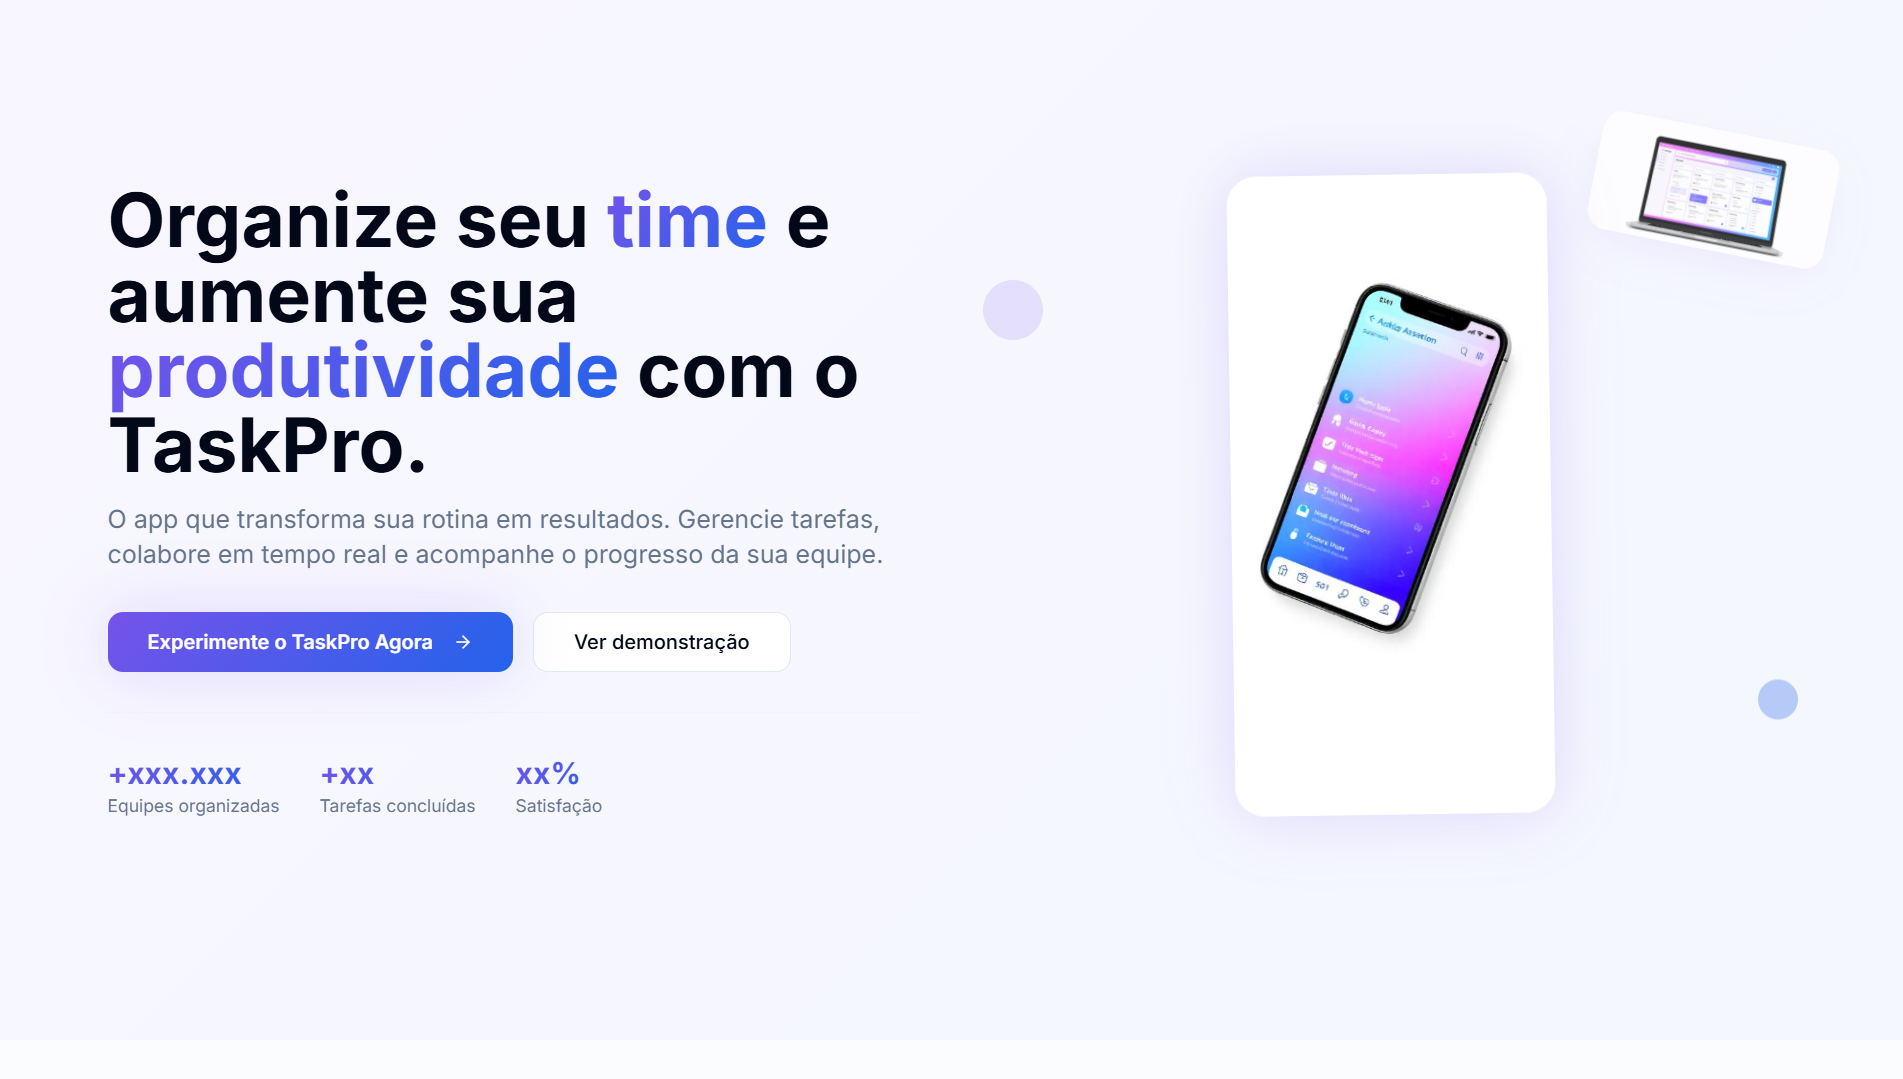 Organize seu time e
aumente sua
produtividade com o
TaskPro.
O app que transforma sua rotina em resultados. Gerencie tarefas,
colabore em tempo real e acompanhe o progresso da sua equipe.
Experimente o TaskPro Agora
Ver demonstração
+xxx.xxx
Equipes organizadas
+xx
Tarefas concluídas
xx%
Satisfação